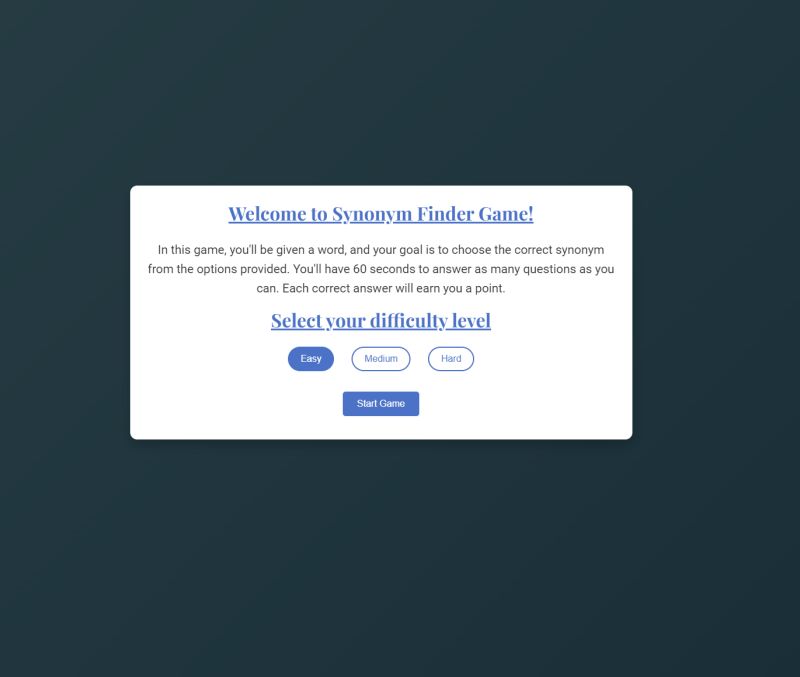 Welcome to Synonym Finder Game!
In this game, you'll be given a word, and your goal is to choose the correct synonym
from the options provided. You'll have 60 seconds to answer as many questions as you
can. Each correct answer will earn you a point.
Select your difficulty level
Easy Medium Hard
Start Game